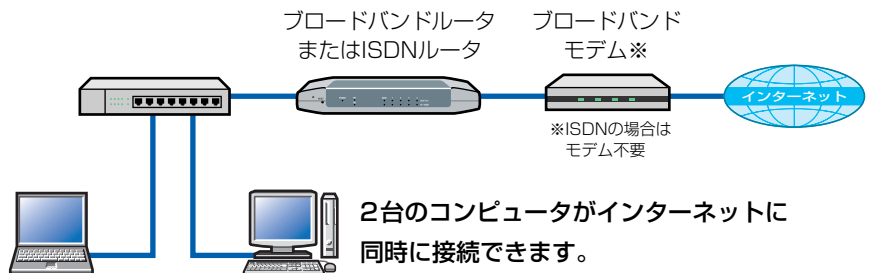 ブロードバンドルータ
またはISDNルータ
ブロードバンド
モデム※
インターネット
※ISDNの場合は
モデム不要
2台のコンピュータがインターネットに
同時に接続できます。